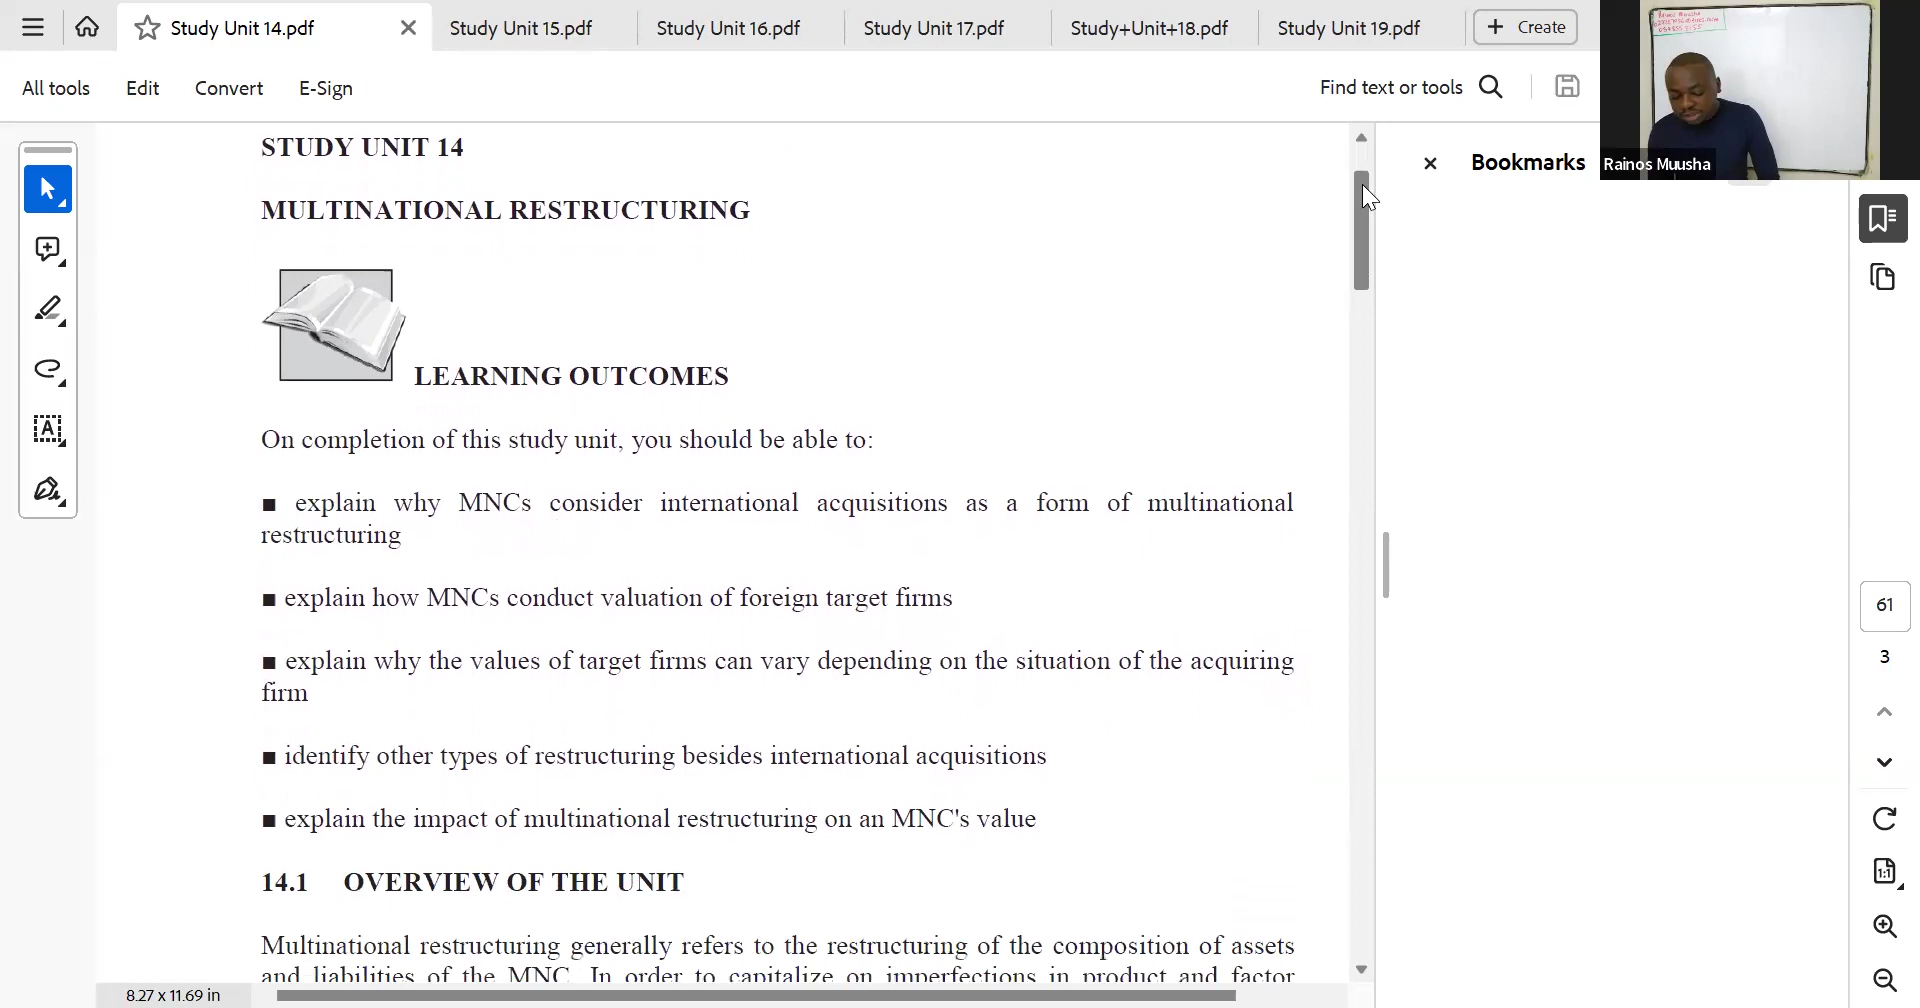 Study Unit 14.pdf
Study Unit 15.pdf
Study Unit 16.pdf
Study Unit 17.pdf
Study+Unit+18.pdf
Study Unit 19.pdf
+ Create
All tools
Edit
Convert
E-Sign
Find text or tools
Rainos Muusha
STUDY UNIT 14
MULTINATIONAL RESTRUCTURING
LEARNING OUTCOMES
On completion of this study unit, you should be able to:
■ explain why MNCs consider international acquisitions as a form of multinational
restructuring
■ explain how MNCs conduct valuation of foreign target firms
■ explain why the values of target firms can vary depending on the situation of the acquiring
firm
■ identify other types of restructuring besides international acquisitions
■ explain the impact of multinational restructuring on an MNC's value
14.1 OVERVIEW OF THE UNIT
Multinational restructuring generally refers to the restructuring of the composition of assets
and liabilities of the MNC. In order to capitalize on imperfections in product and factor
8.27 x 11.69 in
Bookmarks
61
3
1:1